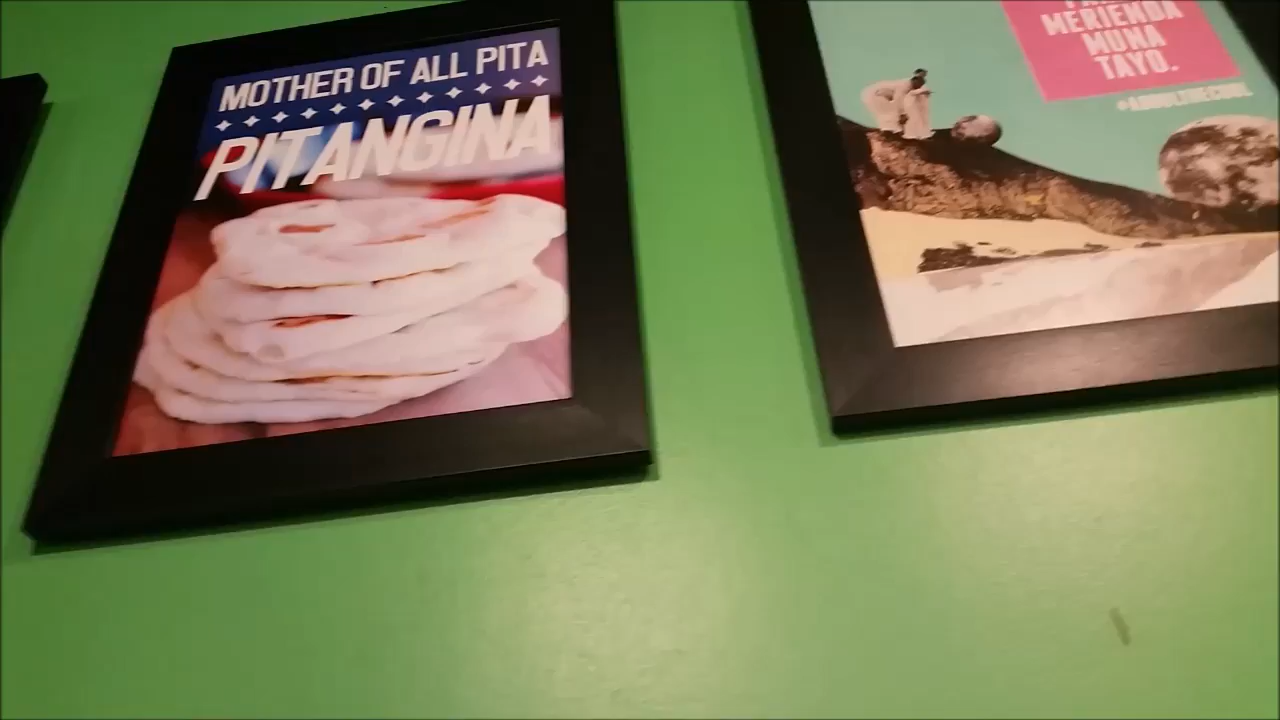 MOTHER OF ALL PITA
PITANGINA
MERIENDA
MUNA
TAYO.